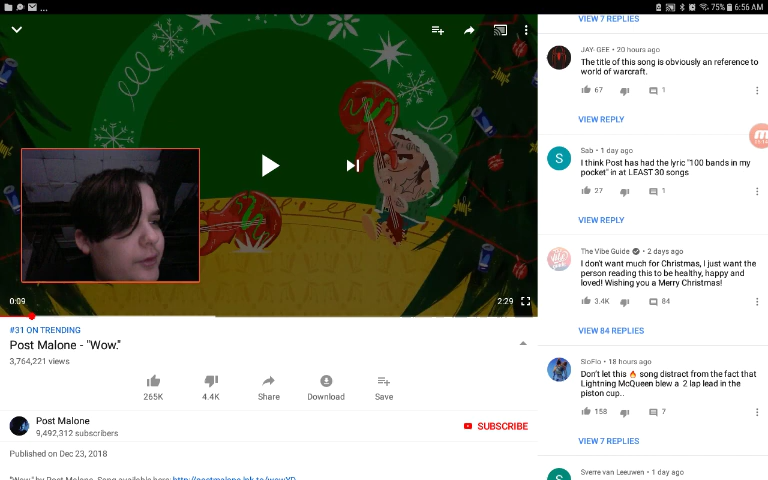 ... 75% 6:56 AM
0:09
2:29
#31 ON TRENDING
Post Malone - "Wow."
3,764,221 views
265K
4.4K
Share
Download
Save
Post Malone
9,492,312 subscribers
SUBSCRIBE
Published on Dec 23, 2018
"Wow." by Post Malone. Song available here: http://postmalone.lnk.to/wowYD
VIEW 7 REPLIES
JAY-GEE • 20 hours ago
The title of this song is obviously an reference to
world of warcraft.
67
1
VIEW REPLY
S
Sab • 1 day ago
I think Post has had the lyric "100 bands in my
pocket" in at LEAST 30 songs
27
1
VIEW REPLY
The Vibe Guide • 2 days ago
I don't want much for Christmas, I just want the
person reading this to be healthy, happy and
loved! Wishing you a Merry Christmas!
3.4K
84
VIEW 84 REPLIES
SloFlo • 18 hours ago
Don't let this 🔥 song distract from the fact that
Lightning McQueen blew a 2 lap lead in the
piston cup..
158
7
VIEW 7 REPLIES
S
Sverre van Leeuwen • 1 day ago